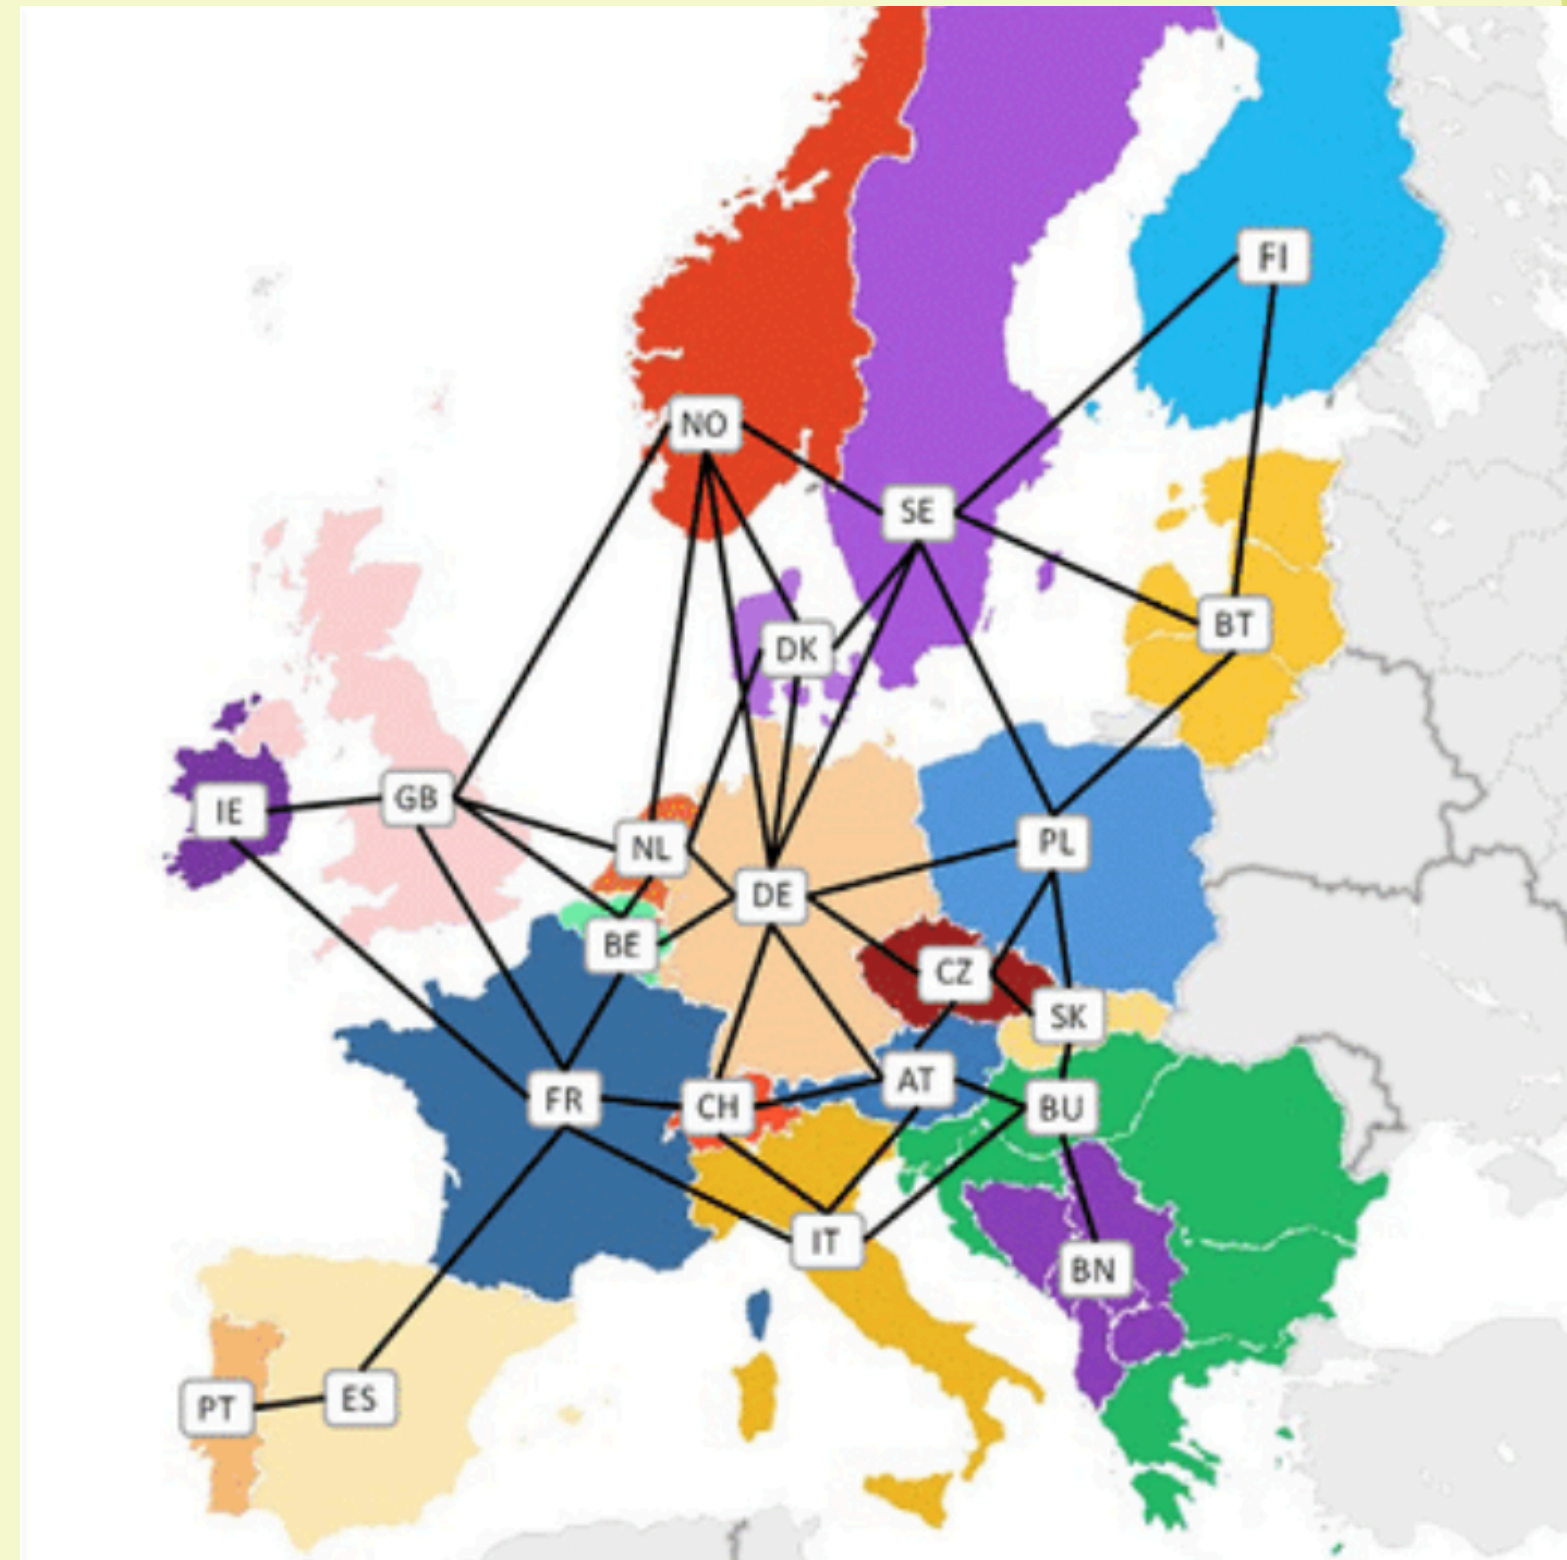 FI
NO
SE
BT
DK
IE
GB
NL
PL
DE
BE
CZ
SK
FR
CH
AT
BU
IT
BN
PT
ES